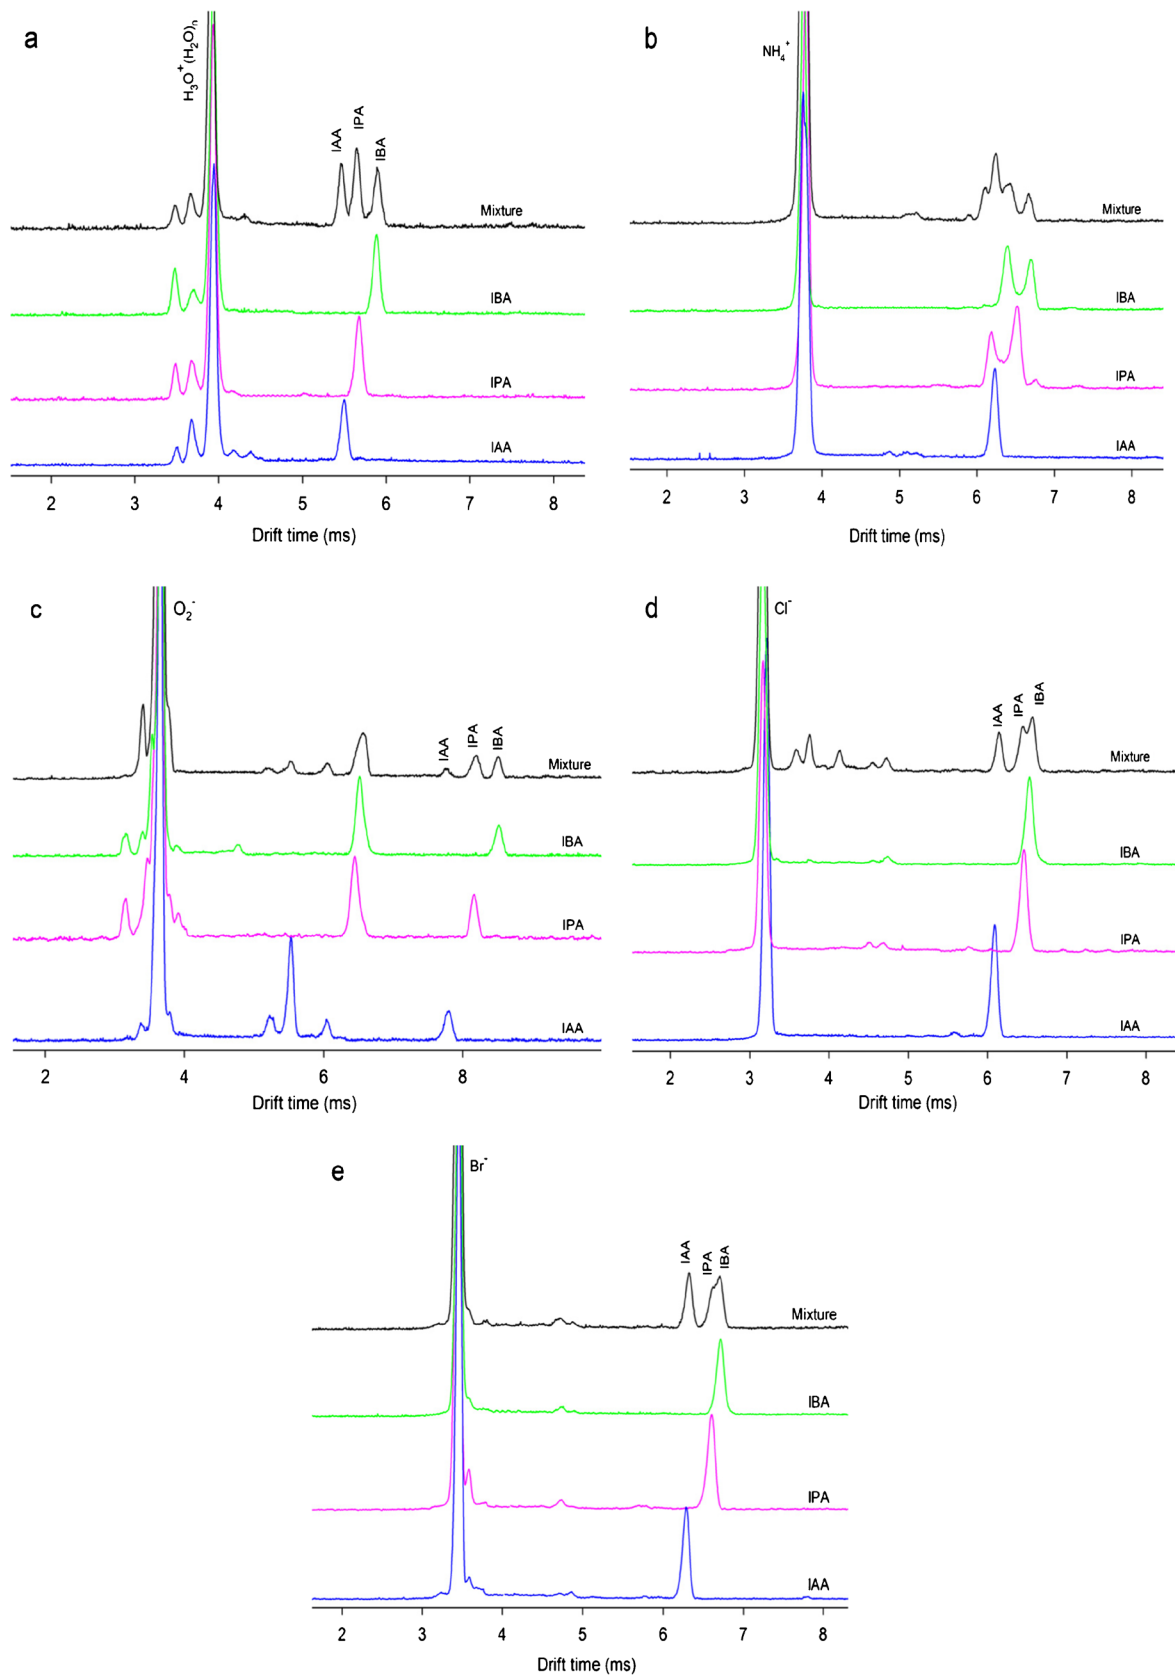 a
H₃O⁺(H₂O)ₙ
IAA
IPA
IBA
Mixture
IBA
IPA
IAA
2 3 4 5 6 7 8
Drift time (ms)
b
NH₄⁺
Mixture
IBA
IPA
IAA
2 3 4 5 6 7 8
Drift time (ms)
c
O₂⁻
IAA
IPA
IBA
Mixture
IBA
IPA
IAA
2 4 6 8
Drift time (ms)
d
Cl⁻
IAA
IPA
IBA
Mixture
IBA
IPA
IAA
2 3 4 5 6 7 8
Drift time (ms)
e
Br⁻
IAA
IPA
IBA
Mixture
IBA
IPA
IAA
2 3 4 5 6 7 8
Drift time (ms)